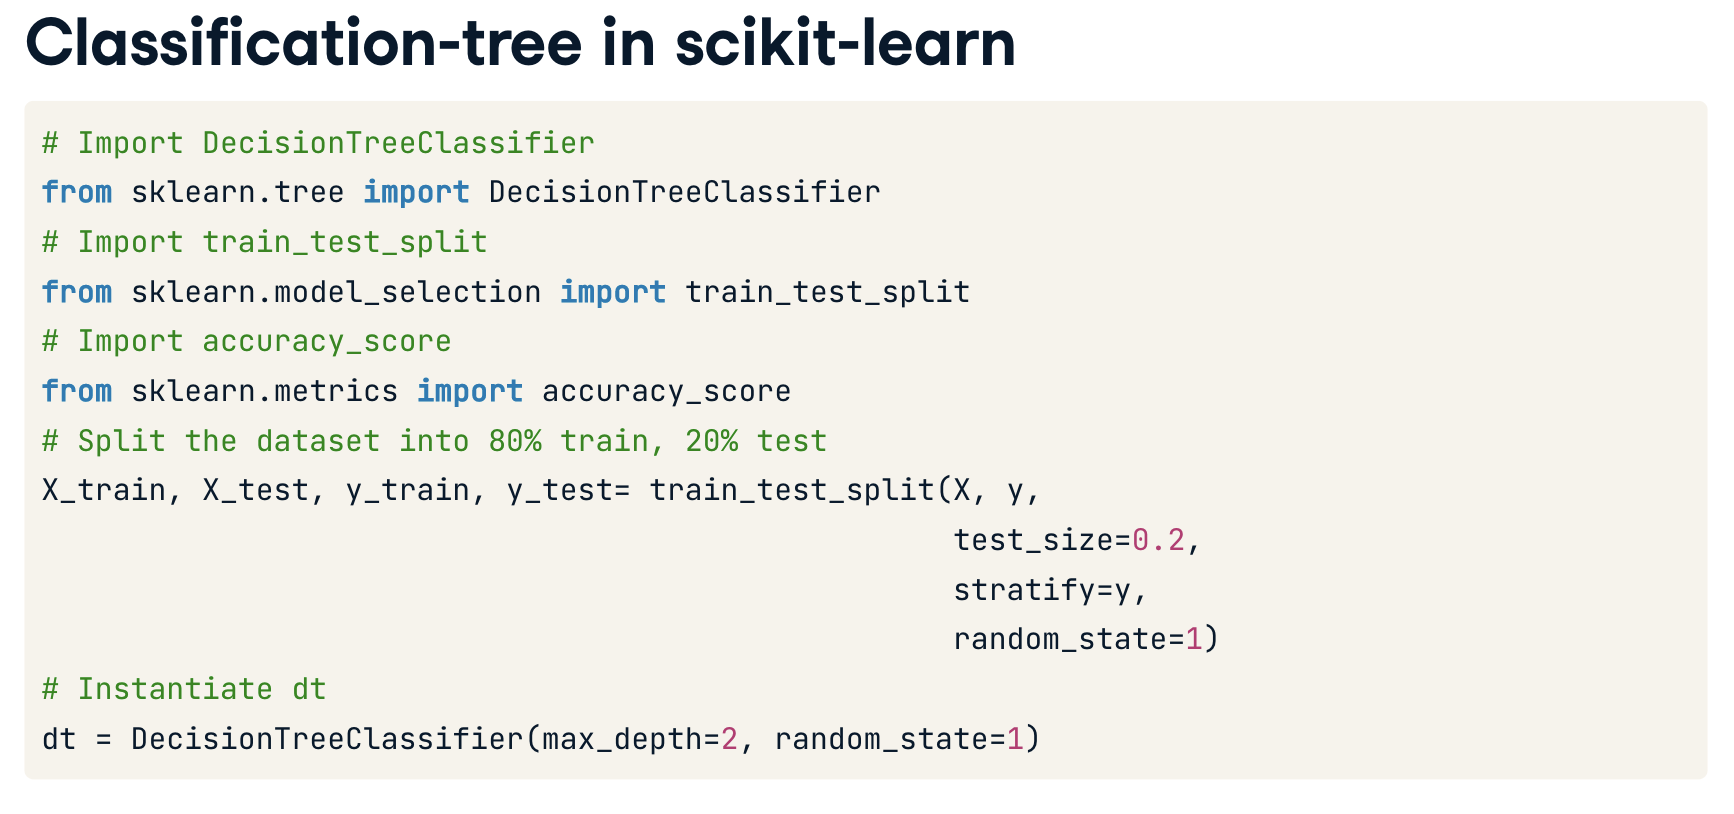 Classification-tree in scikit-learn
# Import DecisionTreeClassifier
from sklearn.tree import DecisionTreeClassifier
# Import train_test_split
from sklearn.model_selection import train_test_split
# Import accuracy_score
from sklearn.metrics import accuracy_score
# Split the dataset into 80% train, 20% test
X_train, X_test, y_train, y_test= train_test_split(X, y,
                                                   test_size=0.2,
                                                   stratify=y,
                                                   random_state=1)
# Instantiate dt
dt = DecisionTreeClassifier(max_depth=2, random_state=1)